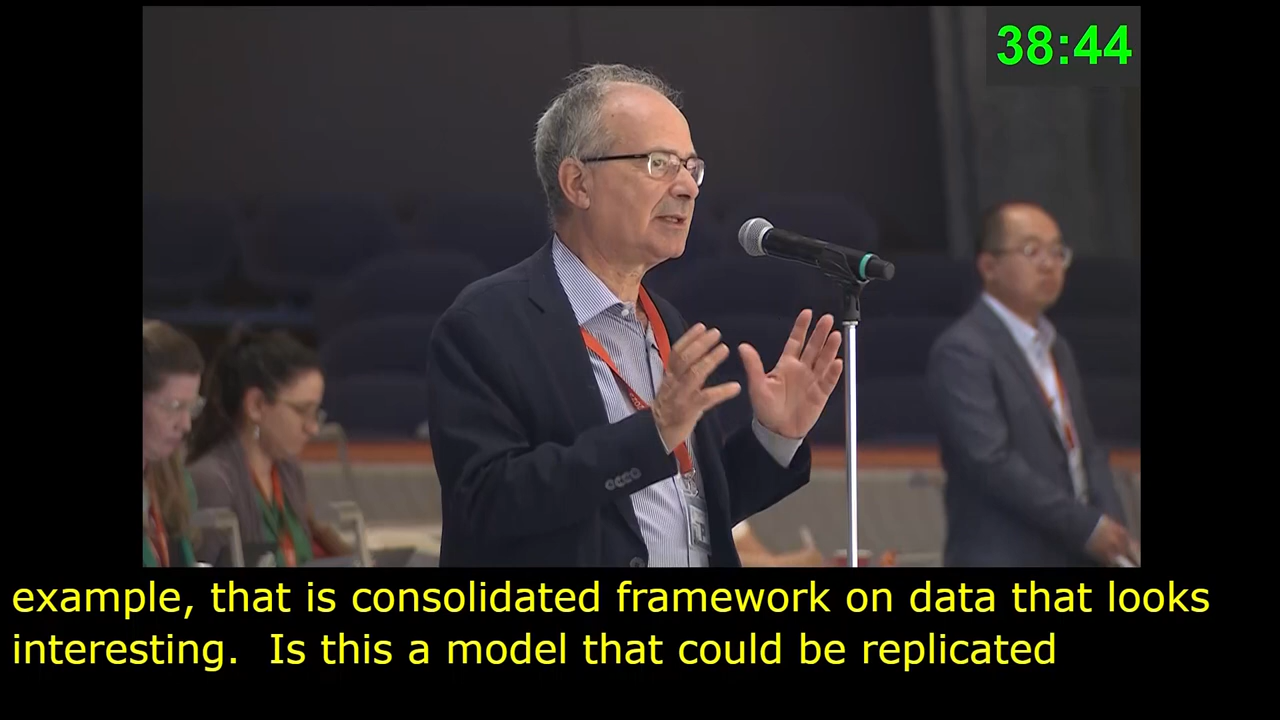 38:44
example, that is consolidated framework on data that looks
interesting.  Is this a model that could be replicated